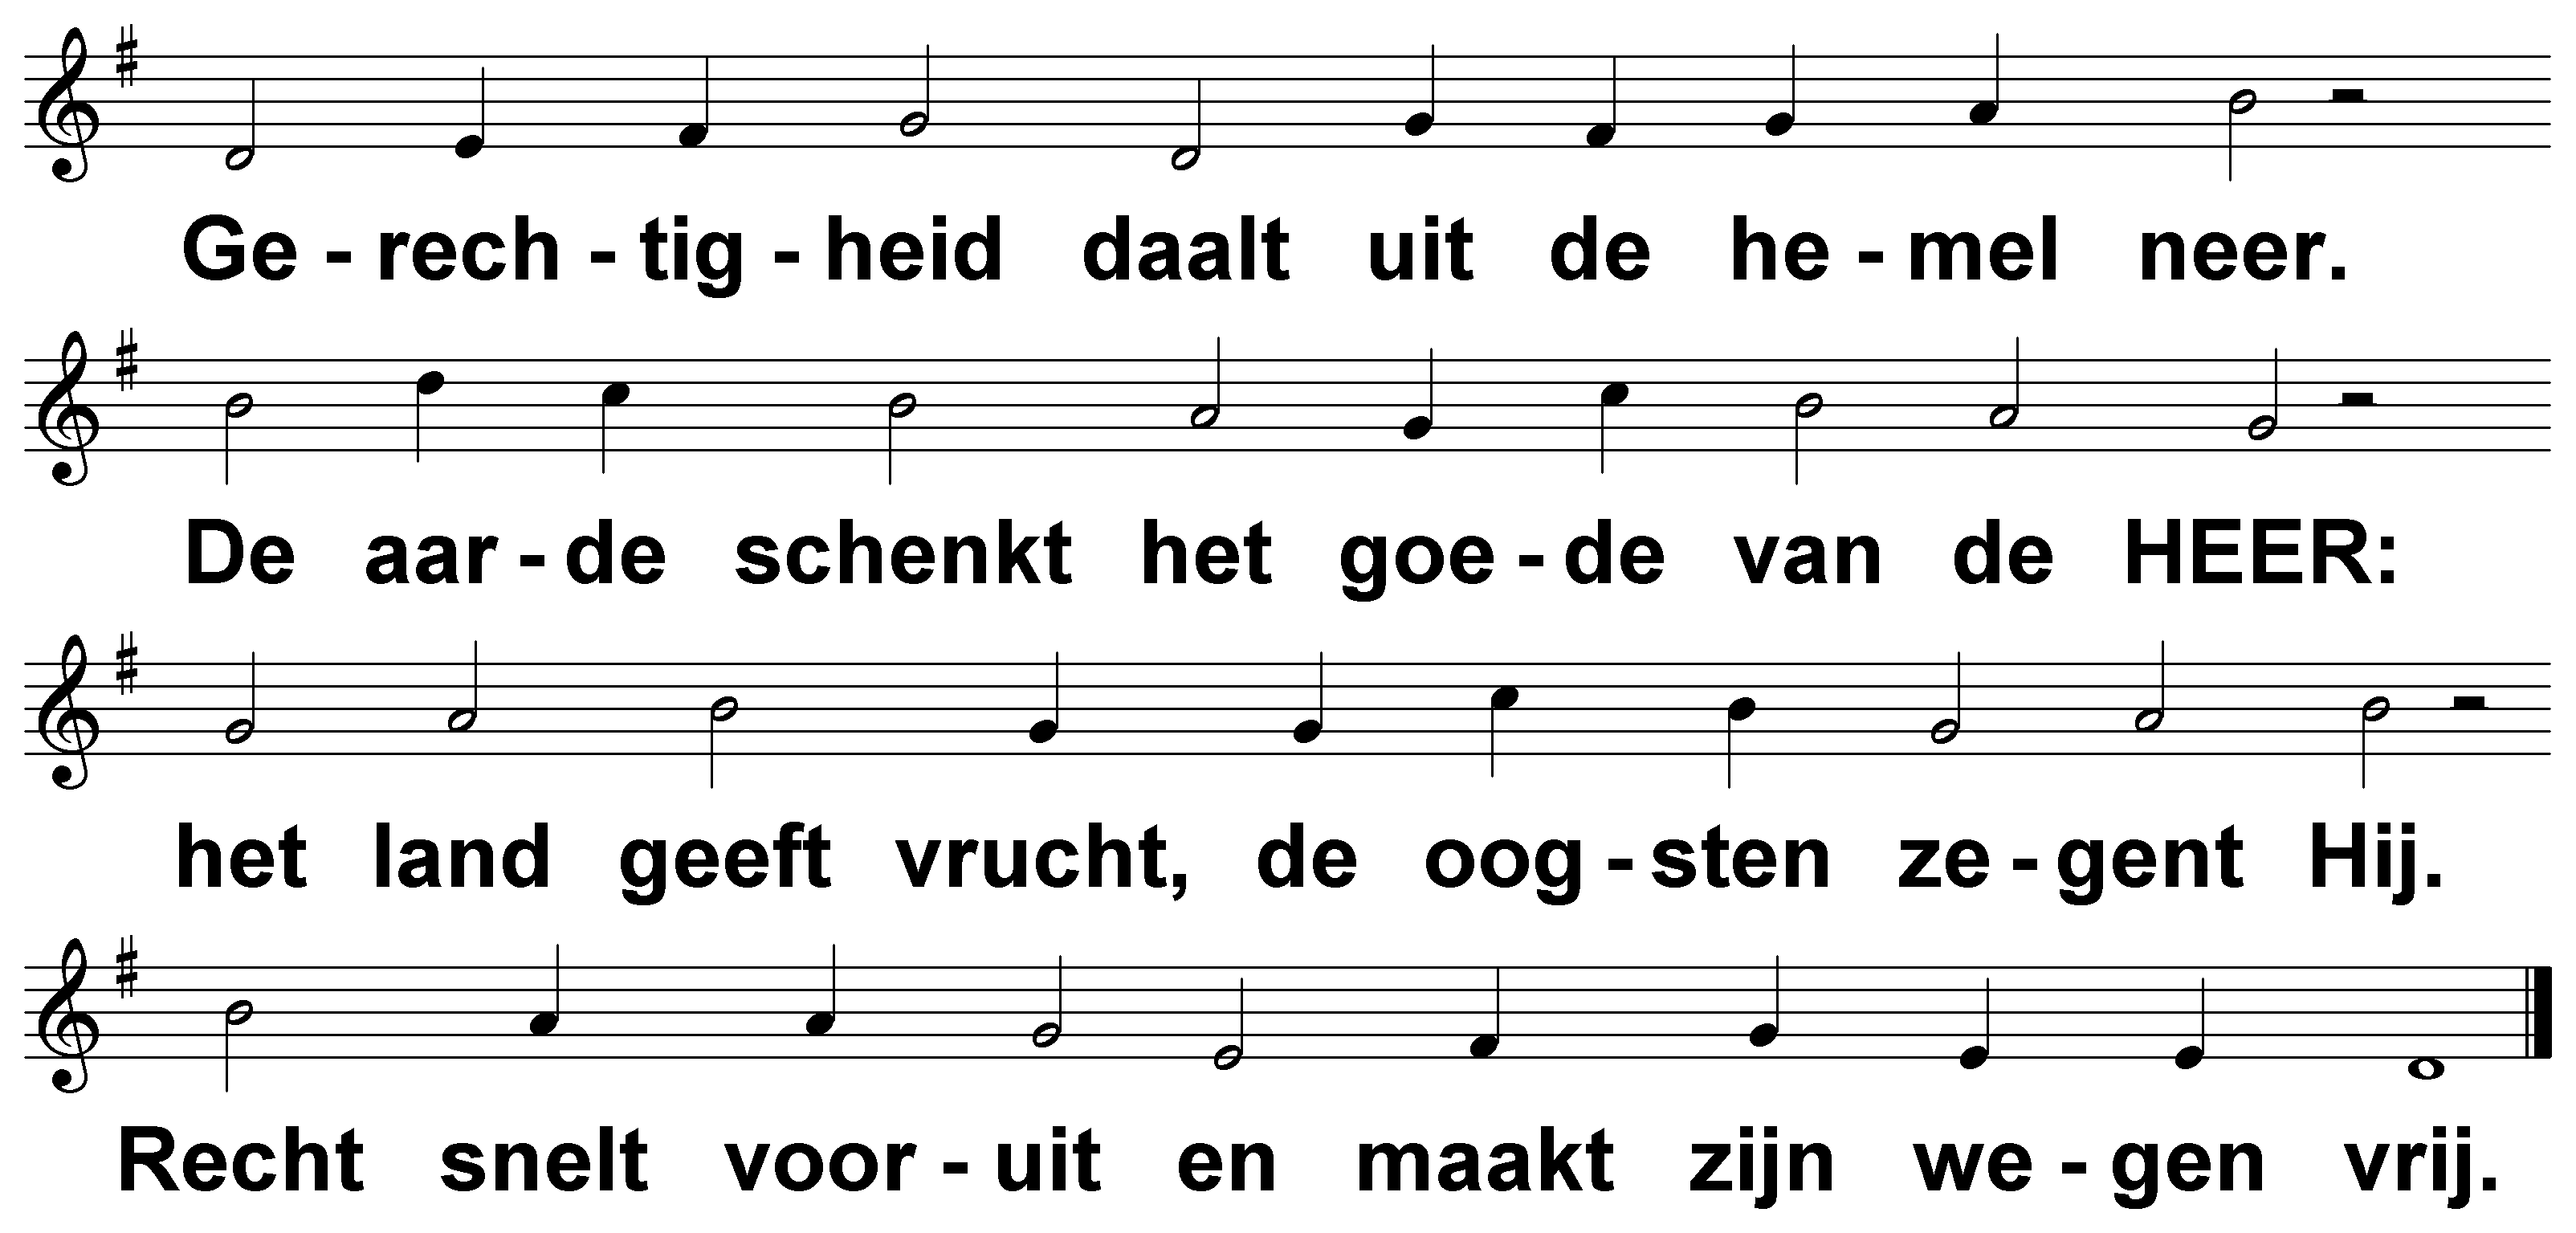 Ge - rech - tig - heid daalt uit de he - mel neer.
De aar - de schenkt het goe - de van de HEER:
het land geeft vrucht, de oog - sten ze - gent Hij.
Recht snelt voor - uit en maakt zijn we - gen vrij.